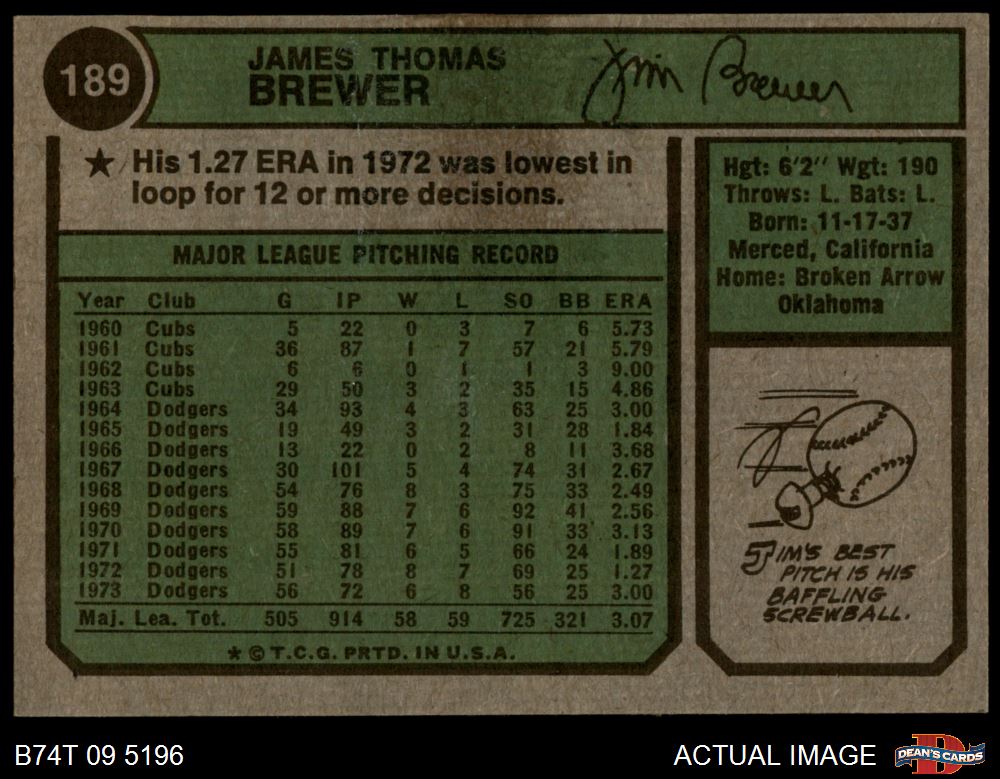 189
JAMES THOMAS
BREWER
Jim Brewer
★ His 1.27 ERA in 1972 was lowest in
loop for 12 or more decisions.
MAJOR LEAGUE PITCHING RECORD
Year Club G IP W L SO BB ERA
1960 Cubs 5 22 0 3 7 6 5.73
1961 Cubs 36 87 1 7 57 21 5.79
1962 Cubs 6 6 0 1 1 3 9.00
1963 Cubs 29 50 3 2 35 15 4.86
1964 Dodgers 34 93 4 3 63 25 3.00
1965 Dodgers 19 49 3 2 31 28 1.84
1966 Dodgers 13 22 0 2 8 11 3.68
1967 Dodgers 30 101 5 4 74 31 2.67
1968 Dodgers 54 76 8 3 75 33 2.49
1969 Dodgers 59 88 7 6 92 41 2.56
1970 Dodgers 58 89 7 6 91 33 3.13
1971 Dodgers 55 81 6 5 66 24 1.89
1972 Dodgers 51 78 8 7 69 25 1.27
1973 Dodgers 56 72 6 8 56 25 3.00
Maj. Lea. Tot. 505 914 58 59 725 321 3.07
★ © T.C.G. PRTD. IN U.S.A.
Hgt: 6'2" Wgt: 190
Throws: L. Bats: L.
Born: 11-17-37
Merced, California
Home: Broken Arrow
Oklahoma
JIM'S BEST
PITCH IS HIS
BAFFLING
SCREWBALL.
B74T 09 5196
ACTUAL IMAGE
D
DEAN'S CARDS